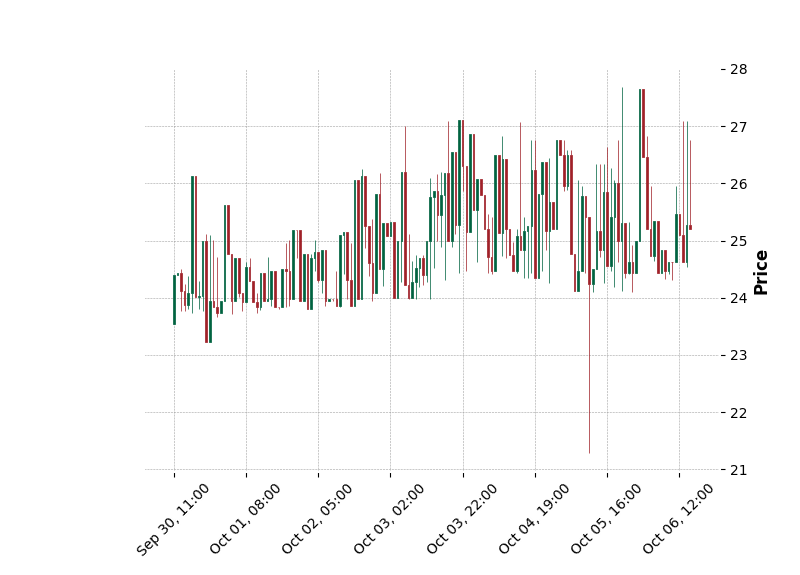 28
27
26
25
24
23
22
21
Price
Sep 30, 11:00
Oct 01, 08:00
Oct 02, 05:00
Oct 03, 02:00
Oct 03, 22:00
Oct 04, 19:00
Oct 05, 16:00
Oct 06, 12:00